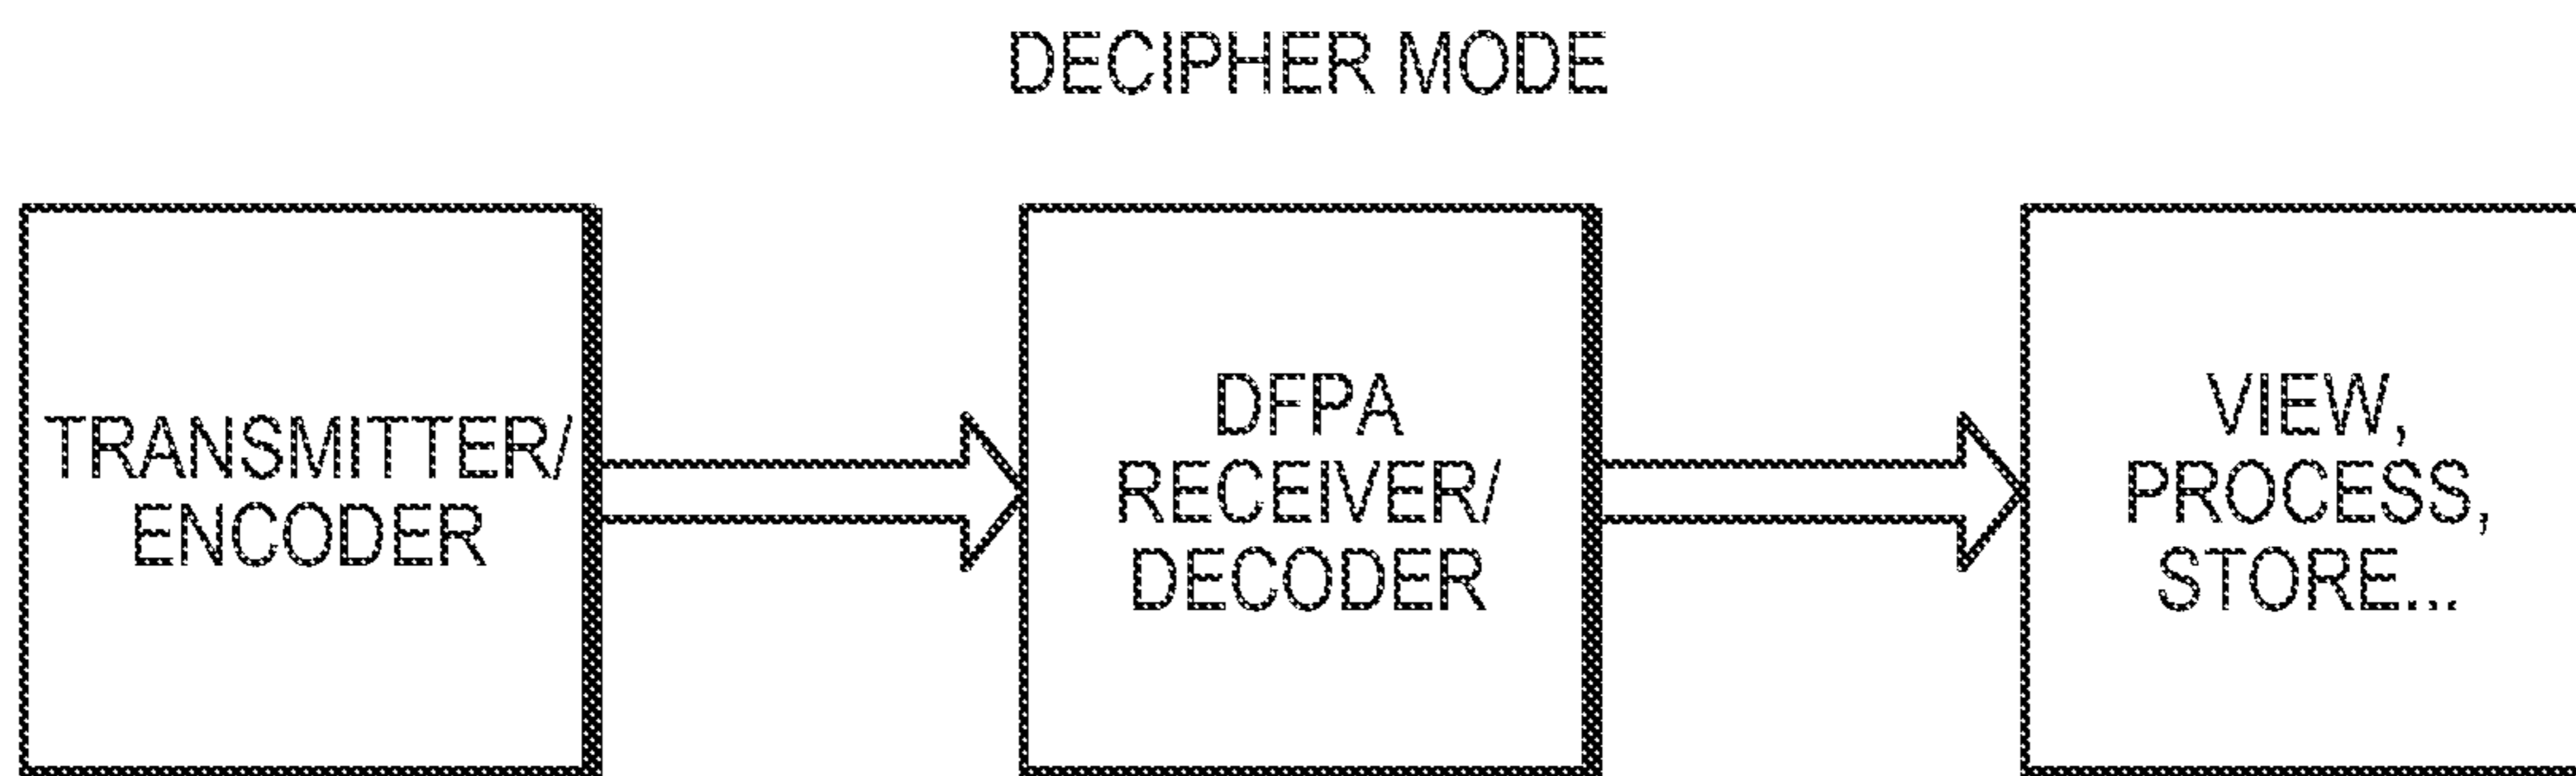 DECIPHER MODE
TRANSMITTER/
ENCODER
DFPA
RECEIVER/
DECODER
VIEW,
PROCESS,
STORE...